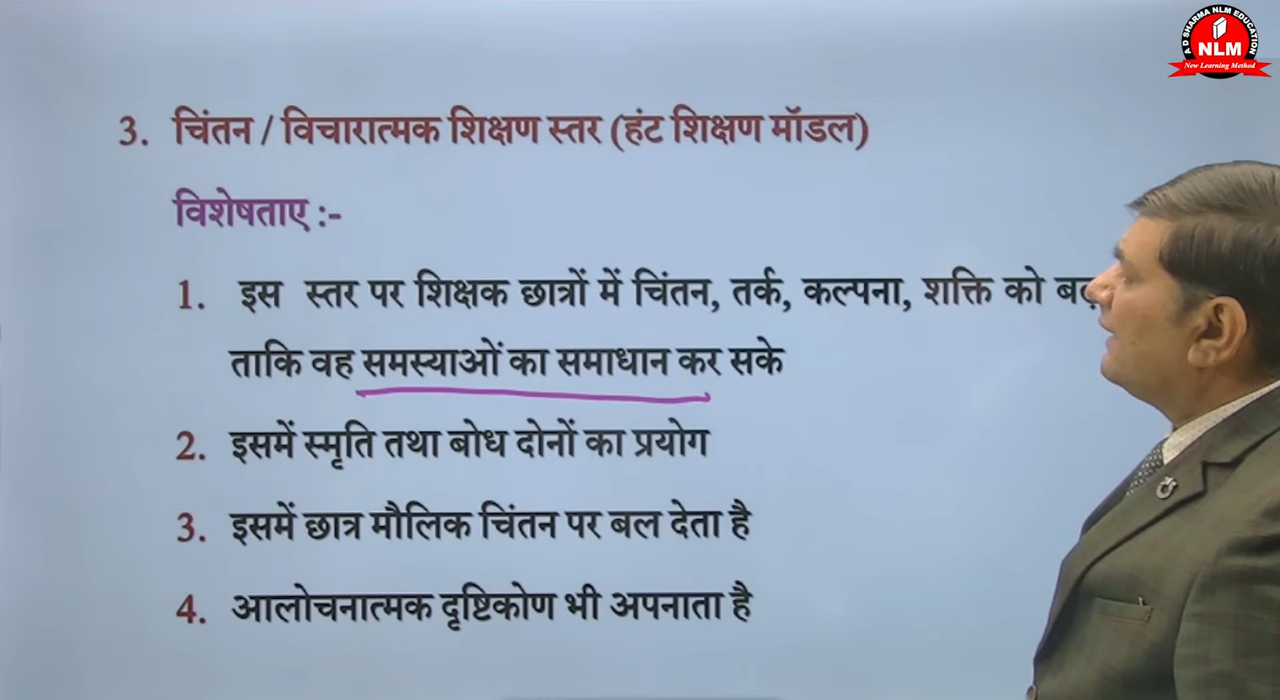 A D SHARMA NLM EDUCATION
NLM
New Learning Method
3. चिंतन / विचारात्मक शिक्षण स्तर (हंट शिक्षण मॉडल)
विशेषताए :-
1. इस स्तर पर शिक्षक छात्रों में चिंतन, तर्क, कल्पना, शक्ति को
ताकि वह समस्याओं का समाधान कर सके
2. इसमें स्मृति तथा बोध दोनों का प्रयोग
3. इसमें छात्र मौलिक चिंतन पर बल देता है
4. आलोचनात्मक दृष्टिकोण भी अपनाता है